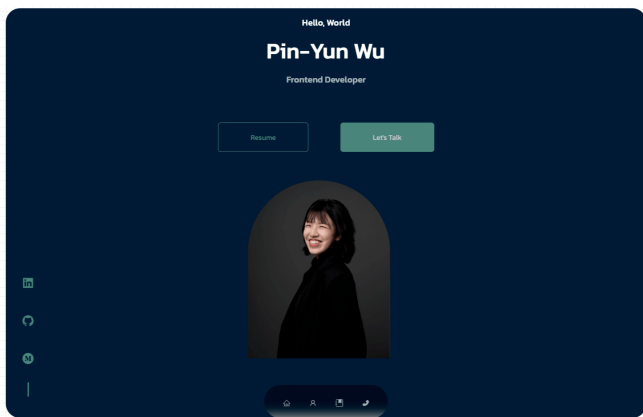 Hello, World
Pin-Yun Wu
Frontend Developer
Resume
Let's Talk